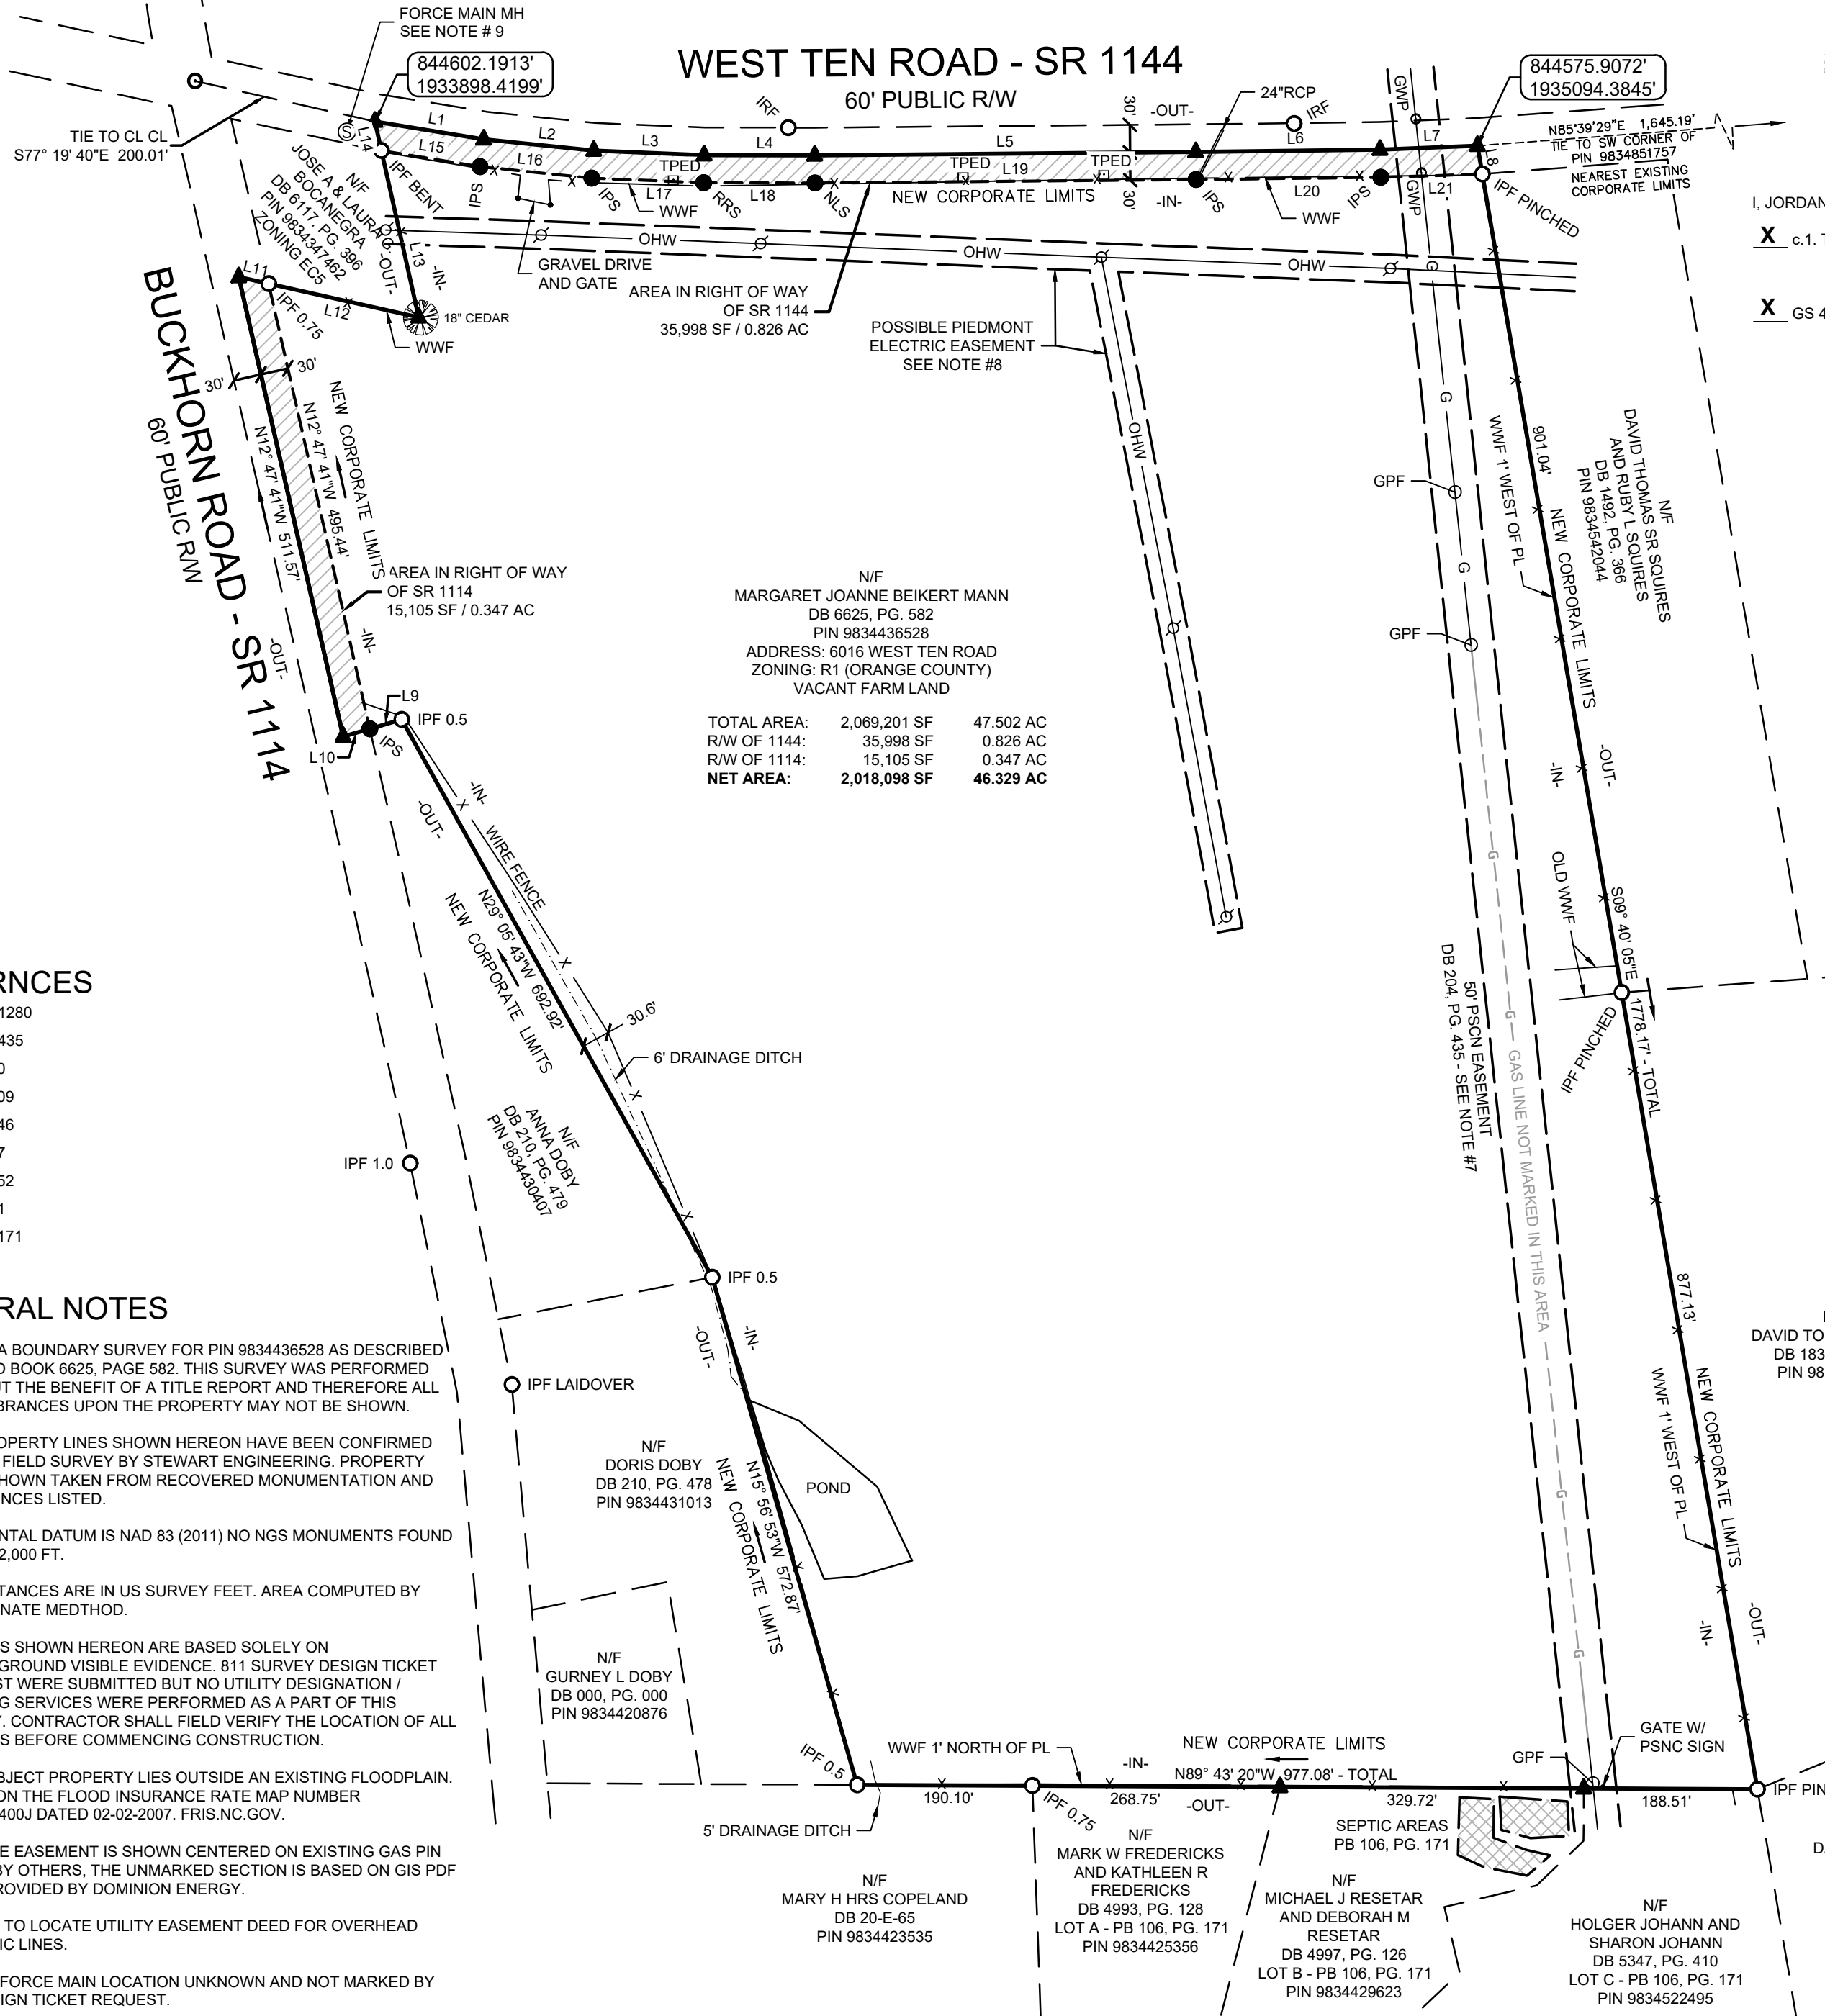 FORCE MAIN MH
SEE NOTE # 9
844602.1913'
1933898.4199'
WEST TEN ROAD - SR 1144
60' PUBLIC R/W
844575.9072'
1935094.3845'
TIE TO CL CL
S77° 19' 40"E 200.01'
N85°39'29"E 1,645.19'
TIE TO SW CORNER OF
PIN 9834851757
NEAREST EXISTING
CORPORATE LIMITS
IRF
30'
-OUT-
24"RCP
IRF
GWP
S
L1
L2
L3
L4
L5
L6
L7
L8
L14
L15
L16
TPED
TPED
TPED
L17
L18
L19
L20
L21
IPF BENT
IPS
IPS
WWF
RRS
NLS
NEW CORPORATE LIMITS
30'
-IN-
IPS
WWF
IPS
GWP
IPF PINCHED
N/F
JOSE A & LAURA G
BOCANEGRA
DB 6117, PG. 396
PIN 9834347462
ZONING EC5
-OUT-
L13
-IN-
L11
IPF 0.75
L12
18" CEDAR
WWF
GRAVEL DRIVE
AND GATE
OHW
OHW
OHW
OHW
AREA IN RIGHT OF WAY
OF SR 1144
35,998 SF / 0.826 AC
POSSIBLE PIEDMONT
ELECTRIC EASEMENT
SEE NOTE #8
I, JORDAN
X c.1. T
X GS 4
BUCKHORN ROAD - SR 1114
60' PUBLIC R/W
30'
30'
N12° 47' 41"W 511.57'
N12° 47' 41"W 495.44'
NEW CORPORATE LIMITS
-OUT-
-IN-
AREA IN RIGHT OF WAY
OF SR 1114
15,105 SF / 0.347 AC
L9
IPF 0.5
L10
IPS
N/F
MARGARET JOANNE BEIKERT MANN
DB 6625, PG. 582
PIN 9834436528
ADDRESS: 6016 WEST TEN ROAD
ZONING: R1 (ORANGE COUNTY)
VACANT FARM LAND
TOTAL AREA: 2,069,201 SF 47.502 AC
R/W OF 1144: 35,998 SF 0.826 AC
R/W OF 1114: 15,105 SF 0.347 AC
NET AREA: 2,018,098 SF 46.329 AC
G
G
G
GPF
GPF
901.04'
WWF 1' WEST OF PL
NEW CORPORATE LIMITS
N/F
DAVID THOMAS SR SQUIRES
AND RUBY L SQUIRES
DB 1492, PG. 366
PIN 9834542044
-IN-
-OUT-
OLD WWF
S09° 40' 05"E 1778.17' - TOTAL
IPF PINCHED
50' PSCN EASEMENT
DB 204, PG. 435 - SEE NOTE #7
G
G
GAS LINE NOT MARKED IN THIS AREA
G
G
-IN-
-OUT-
WIRE FENCE
N29° 05' 43"W 692.92'
NEW CORPORATE LIMITS
30.6'
6' DRAINAGE DITCH
N/F
ANNA DOBY
DB 210, PG. 479
PIN 9834430407
IPF 1.0
IPF 0.5
RNCES
1280
435
0
09
46
7
52
1
171
877.13'
NEW CORPORATE LIMITS
WWF 1' WEST OF PL
-IN-
-OUT-
DAVID TO
DB 183
PIN 98
-OUT-
-IN-
IPF LAIDOVER
N/F
DORIS DOBY
DB 210, PG. 478
PIN 9834431013
N15° 56' 53"W 572.87'
NEW CORPORATE LIMITS
POND
N/F
GURNEY L DOBY
DB 000, PG. 000
PIN 9834420876
RAL NOTES
A BOUNDARY SURVEY FOR PIN 9834436528 AS DESCRIBED
D BOOK 6625, PAGE 582. THIS SURVEY WAS PERFORMED
UT THE BENEFIT OF A TITLE REPORT AND THEREFORE ALL
BRANCES UPON THE PROPERTY MAY NOT BE SHOWN.
OPERTY LINES SHOWN HEREON HAVE BEEN CONFIRMED
FIELD SURVEY BY STEWART ENGINEERING. PROPERTY
HOWN TAKEN FROM RECOVERED MONUMENTATION AND
NCES LISTED.
NTAL DATUM IS NAD 83 (2011) NO NGS MONUMENTS FOUND
2,000 FT.
TANCES ARE IN US SURVEY FEET. AREA COMPUTED BY
NATE MEDTHOD.
S SHOWN HEREON ARE BASED SOLELY ON
GROUND VISIBLE EVIDENCE. 811 SURVEY DESIGN TICKET
ST WERE SUBMITTED BUT NO UTILITY DESIGNATION /
G SERVICES WERE PERFORMED AS A PART OF THIS
Y. CONTRACTOR SHALL FIELD VERIFY THE LOCATION OF ALL
S BEFORE COMMENCING CONSTRUCTION.
BJECT PROPERTY LIES OUTSIDE AN EXISTING FLOODPLAIN.
ON THE FLOOD INSURANCE RATE MAP NUMBER
400J DATED 02-02-2007. FRIS.NC.GOV.
E EASEMENT IS SHOWN CENTERED ON EXISTING GAS PIN
BY OTHERS, THE UNMARKED SECTION IS BASED ON GIS PDF
ROVIDED BY DOMINION ENERGY.
TO LOCATE UTILITY EASEMENT DEED FOR OVERHEAD
IC LINES.
FORCE MAIN LOCATION UNKNOWN AND NOT MARKED BY
IGN TICKET REQUEST.
IPF 0.5
WWF 1' NORTH OF PL
-IN-
NEW CORPORATE LIMITS
N89° 43' 20"W 977.08' - TOTAL
GPF
GATE W/
PSNC SIGN
IPF PIN
190.10'
IPF 0.75
268.75'
-OUT-
329.72'
188.51'
5' DRAINAGE DITCH
SEPTIC AREAS
PB 106, PG. 171
N/F
MARY H HRS COPELAND
DB 20-E-65
PIN 9834423535
N/F
MARK W FREDERICKS
AND KATHLEEN R
FREDERICKS
DB 4993, PG. 128
LOT A - PB 106, PG. 171
PIN 9834425356
N/F
MICHAEL J RESETAR
AND DEBORAH M
RESETAR
DB 4997, PG. 126
LOT B - PB 106, PG. 171
PIN 9834429623
N/F
HOLGER JOHANN AND
SHARON JOHANN
DB 5347, PG. 410
LOT C - PB 106, PG. 171
PIN 9834522495